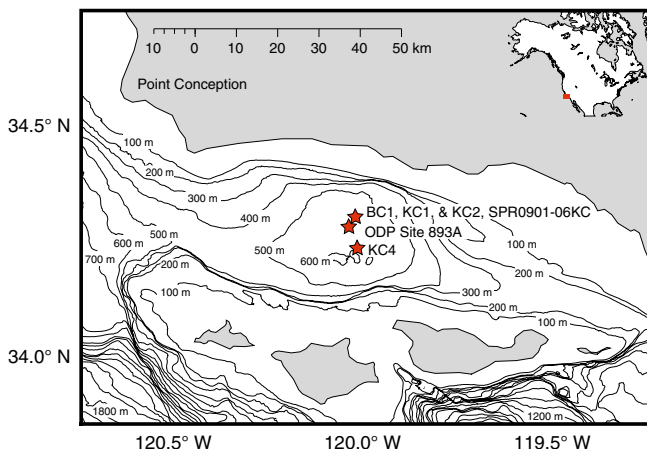 10 0 10 20 30 40 50 km
Point Conception
34.5° N
100 m
200 m
300 m
400 m
500 m
600 m
700 m
500 m
200 m
100 m
BC1, KC1, & KC2, SPR0901-06KC
ODP Site 893A
KC4
500 m
600 m
100 m
300 m
200 m
100 m
34.0° N
1800 m
1200 m
120.5° W 120.0° W 119.5° W